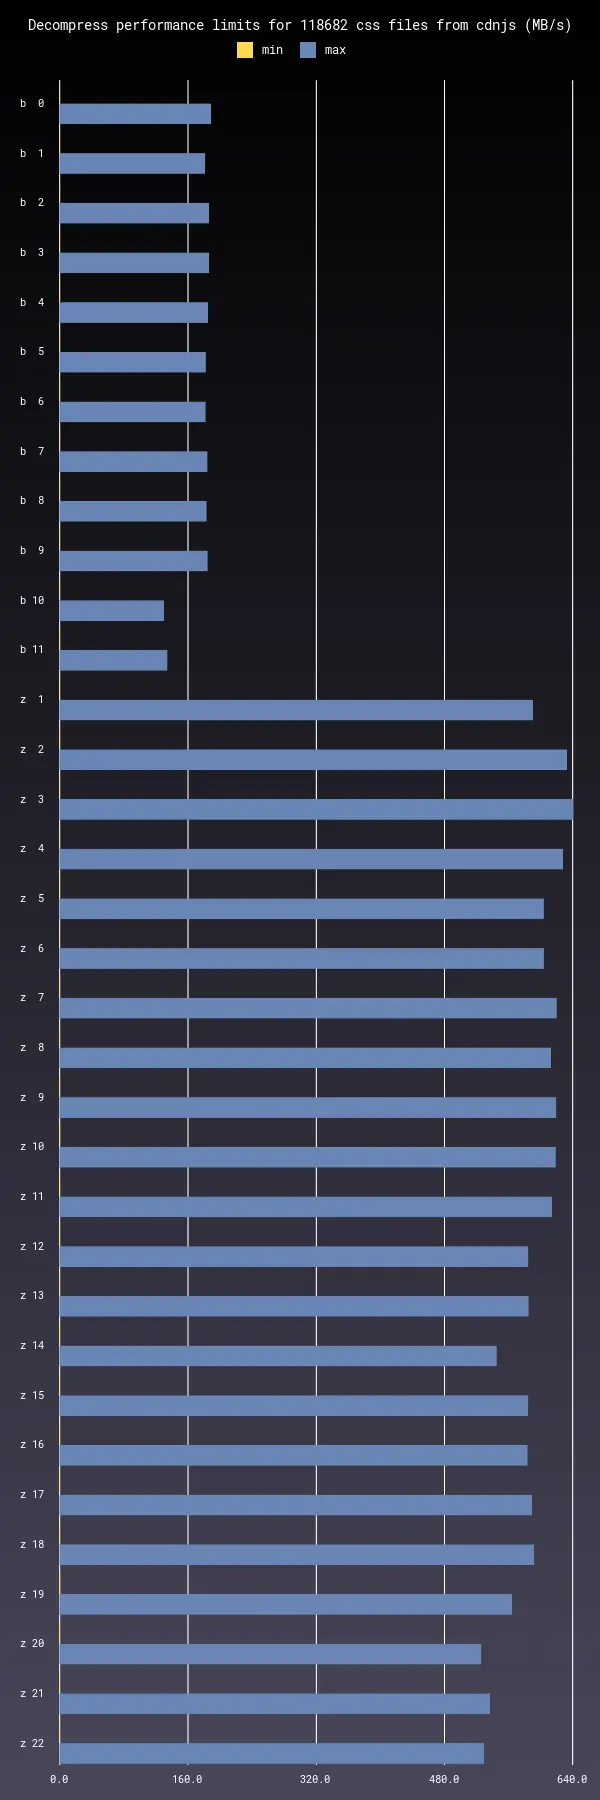 Decompress performance limits for 118682 css files from cdnjs (MB/s)
min max
b 0
b 1
b 2
b 3
b 4
b 5
b 6
b 7
b 8
b 9
b 10
b 11
z 1
z 2
z 3
z 4
z 5
z 6
z 7
z 8
z 9
z 10
z 11
z 12
z 13
z 14
z 15
z 16
z 17
z 18
z 19
z 20
z 21
z 22
0.0 160.0 320.0 480.0 640.0